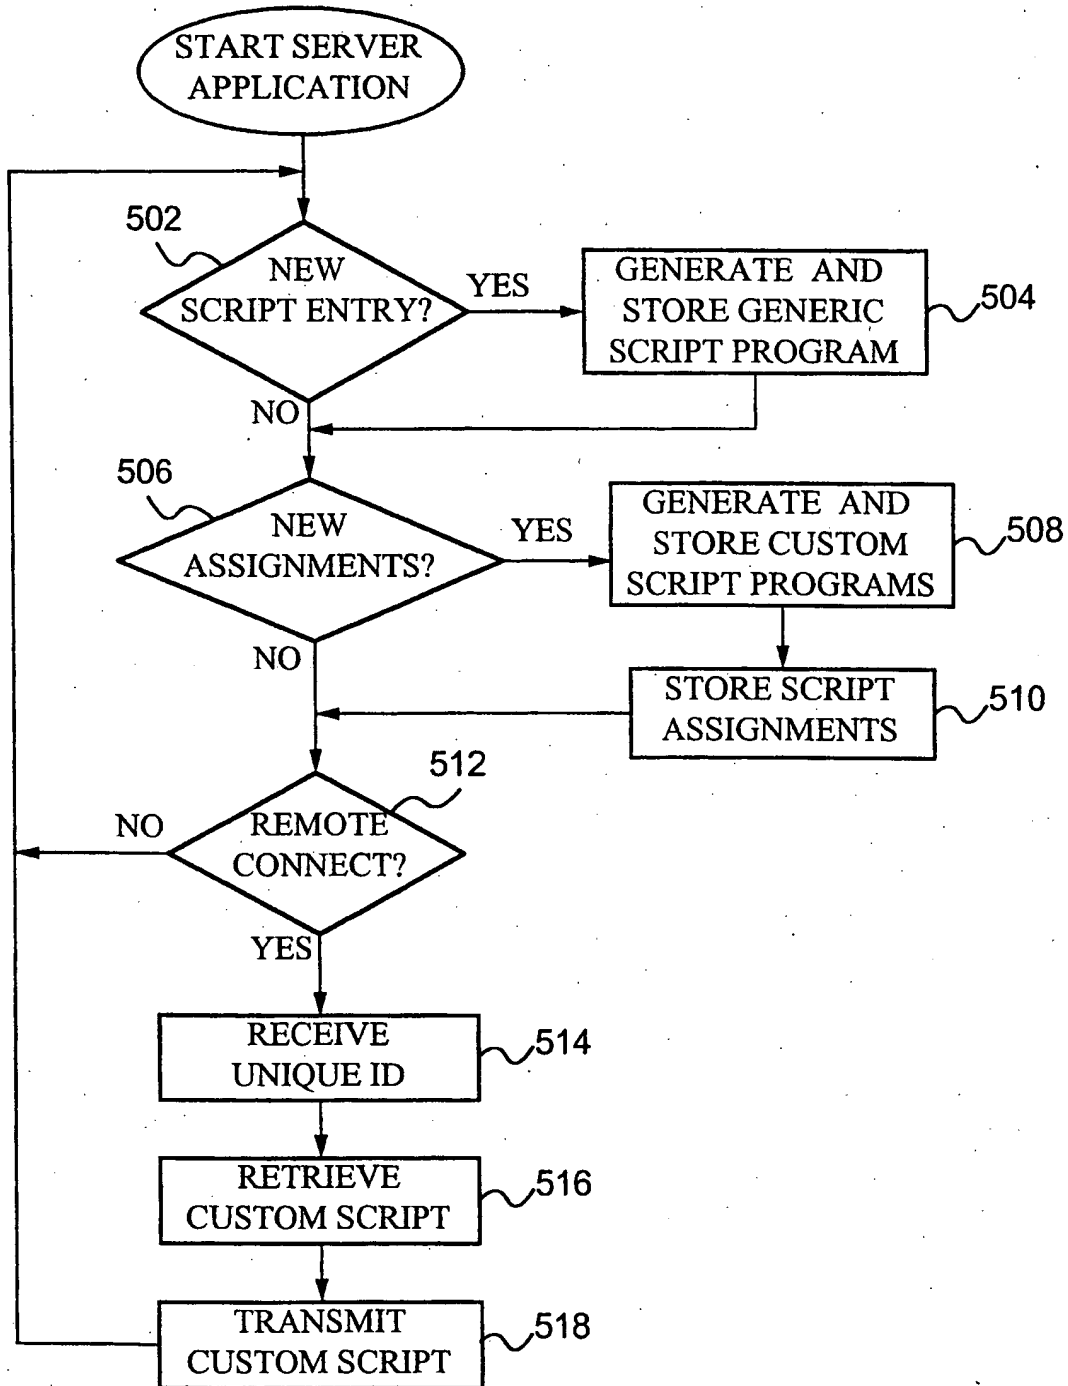 START SERVER
APPLICATION
502
NEW
SCRIPT ENTRY?
YES
GENERATE AND
STORE GENERIC
SCRIPT PROGRAM
504
NO
506
NEW
ASSIGNMENTS?
YES
GENERATE AND
STORE CUSTOM
SCRIPT PROGRAMS
508
NO
STORE SCRIPT
ASSIGNMENTS
510
512
REMOTE
CONNECT?
NO
YES
RECEIVE
UNIQUE ID
514
RETRIEVE
CUSTOM SCRIPT
516
TRANSMIT
CUSTOM SCRIPT
518